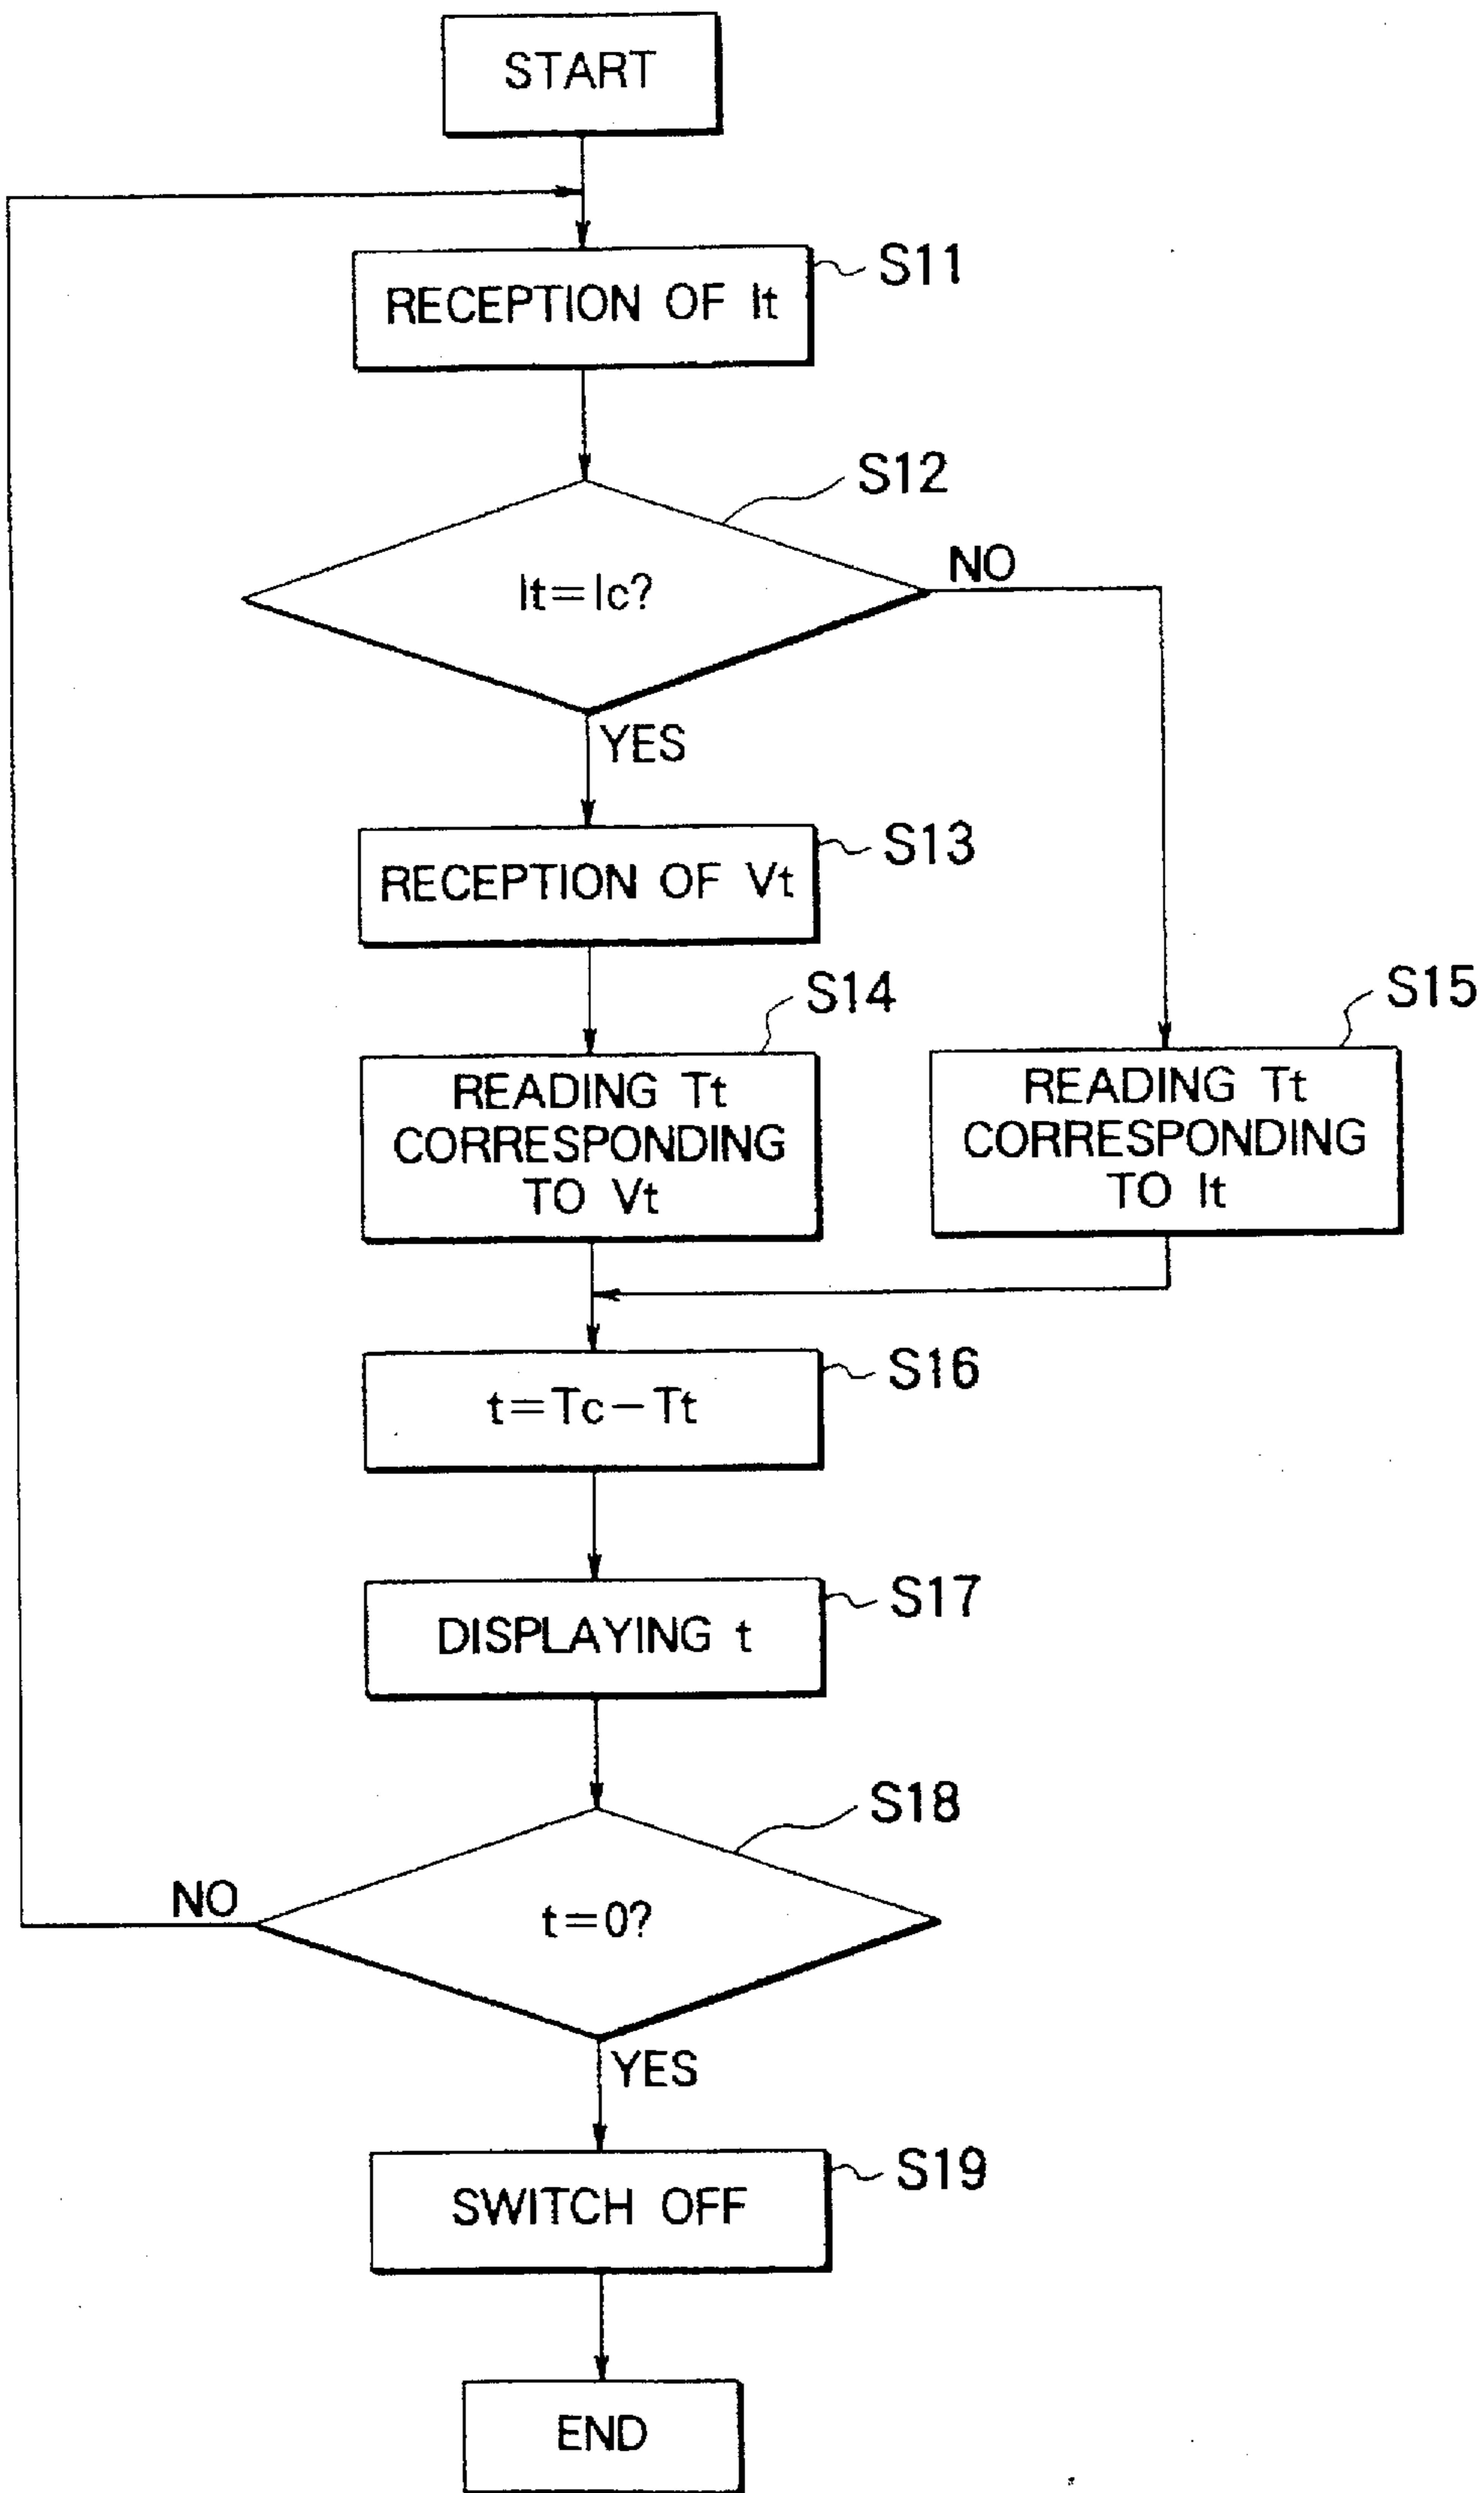 START
RECEPTION OF It
S11
S12
It=Ic?
NO
YES
RECEPTION OF Vt
S13
S14
READING Tt
CORRESPONDING
TO Vt
S15
READING Tt
CORRESPONDING
TO It
t=Tc-Tt
S16
DISPLAYING t
S17
S18
t=0?
NO
YES
SWITCH OFF
S19
END